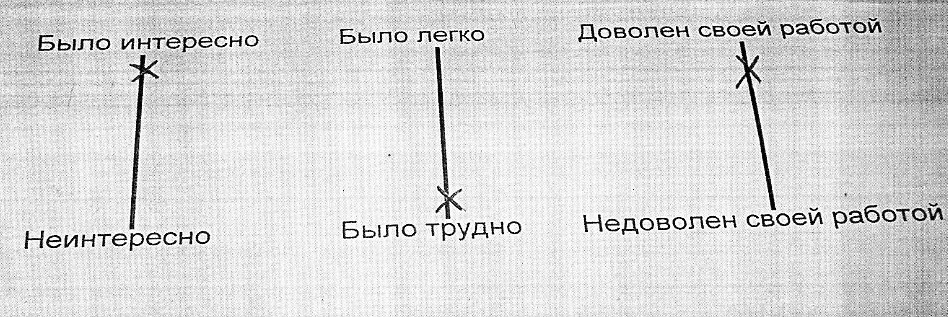 Было интересно
Было легко
Доволен своей работой
Неинтересно
Было трудно
Недоволен своей работой